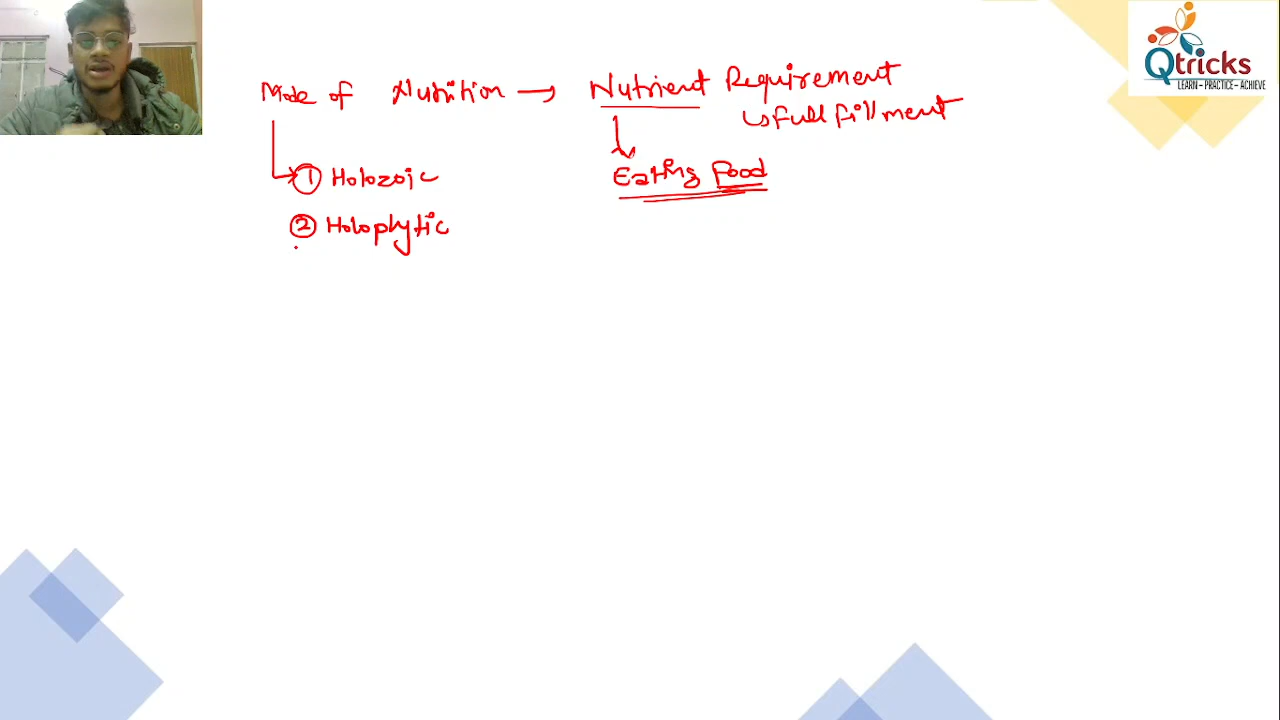 Mode of Nutrition → Nutrient Requirement
↳ fullfillment
Eating Food
① Holozoic
② Holophytic
Qtricks
LEARN - PRACTICE - ACHIEVE